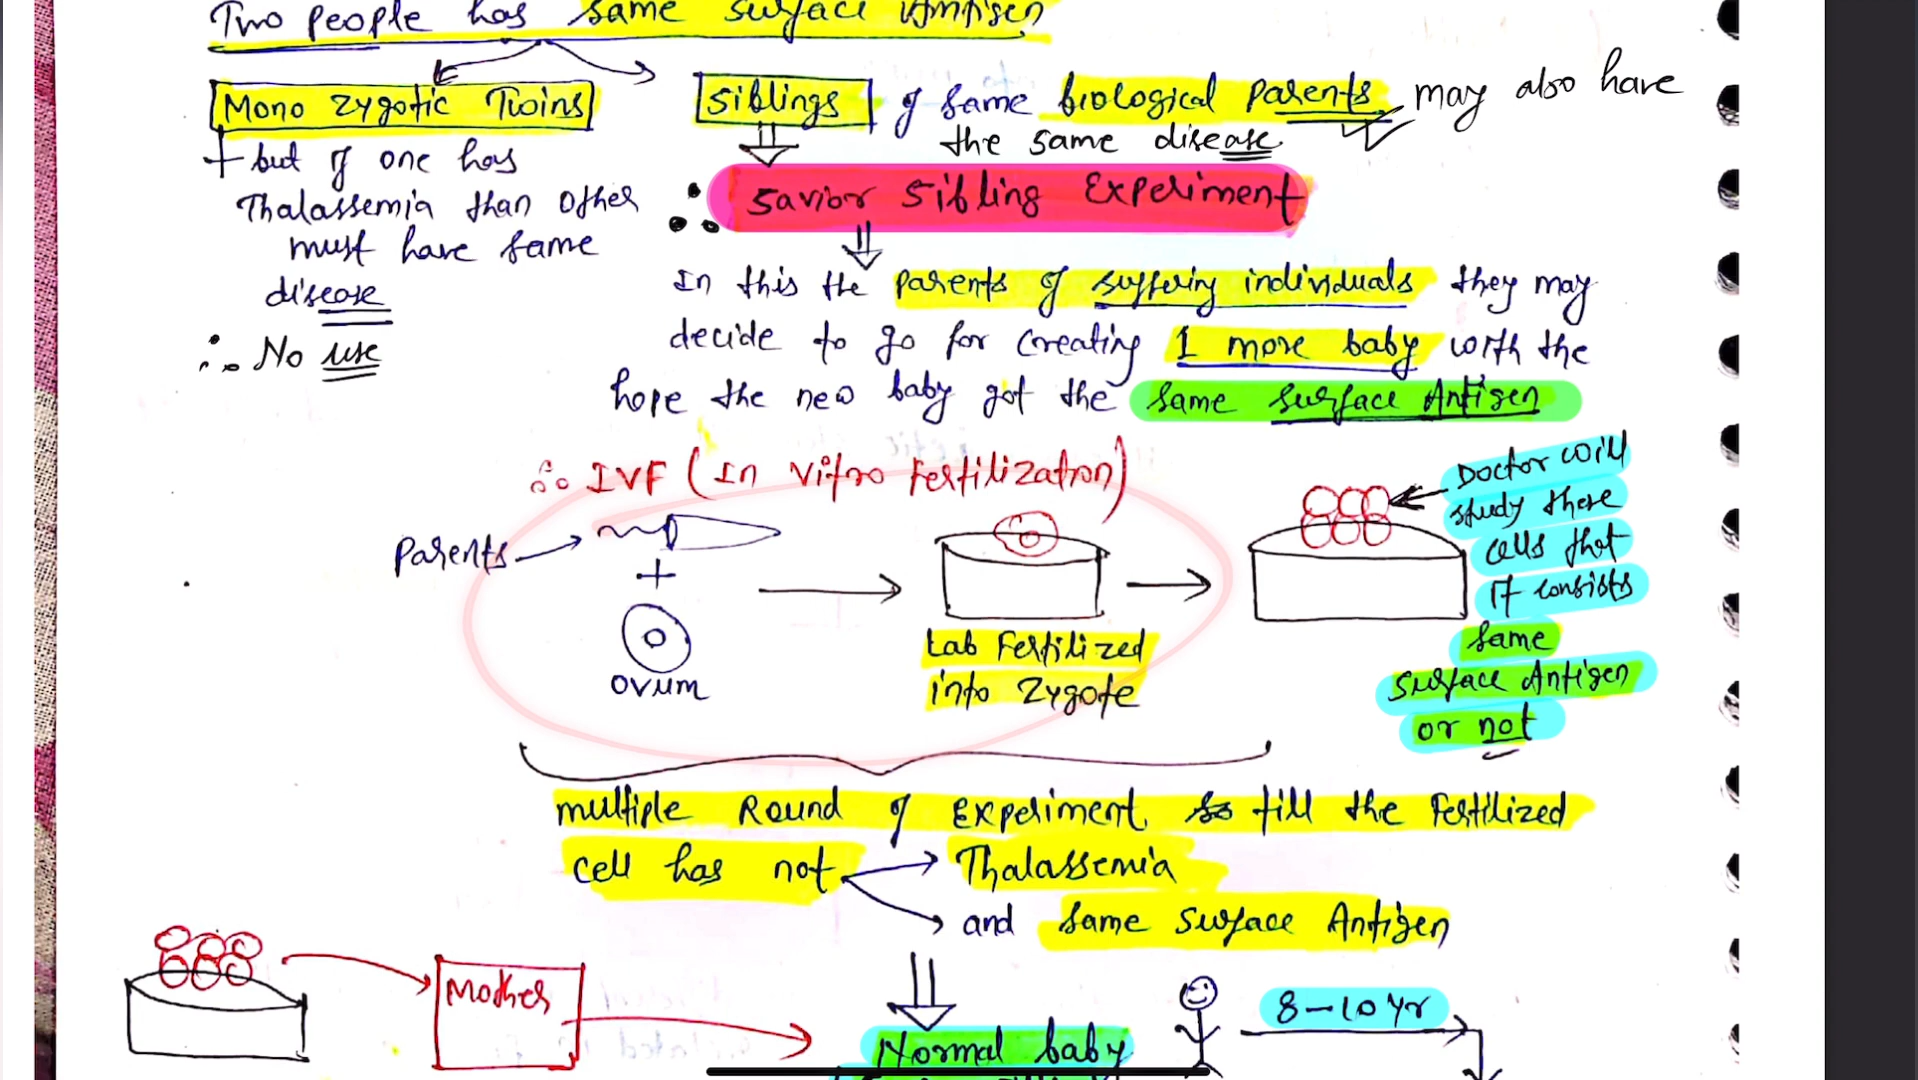 Two people has same surface Antigen
Mono Zygotic Twins
Siblings of same biological parents may also have
the same disease
+ but if one has
Thalassemia than other
must have same
disease
∴ No use
∴ Savior Sibling Experiment
In this the parents of suffering individuals they may
decide to go for creating 1 more baby with the
hope the new baby got the same surface Antigen
∴ IVF (In Vitro Fertilization)
Parents
+
ovum
Lab Fertilized
into Zygote
Doctor will
study these
cells that
it consists
same
surface Antigen
or not
multiple Round of experiment so till the fertilized
cell has not Thalassemia
and same surface Antigen
Mother
Normal baby
8-10 yr